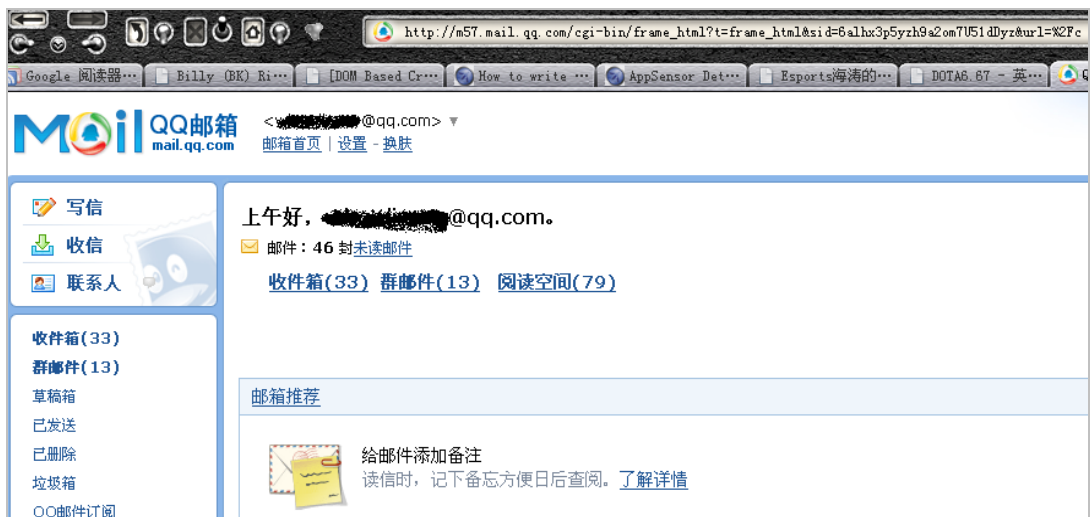 http://m57.mail.qq.com/cgi-bin/frame_html?t=frame_html&sid=6alhx3p5yzh9a2om7U51dDyz&url=%2Fc
Google 阅读器… Billy (BK) Ri… [DOM Based Cr… How to write … AppSensor Det… Esports海涛的… DOTA6.67 - 英…
Mail QQ邮箱 mail.qq.com
@qq.com>
邮箱首页 | 设置 - 换肤
写信
收信
联系人
上午好，@qq.com。
邮件：46 封未读邮件
收件箱(33) 群邮件(13) 阅读空间(79)
收件箱(33)
群邮件(13)
草稿箱
已发送
已删除
垃圾箱
QQ邮件订阅
邮箱推荐
给邮件添加备注
读信时，记下备忘方便日后查阅。了解详情